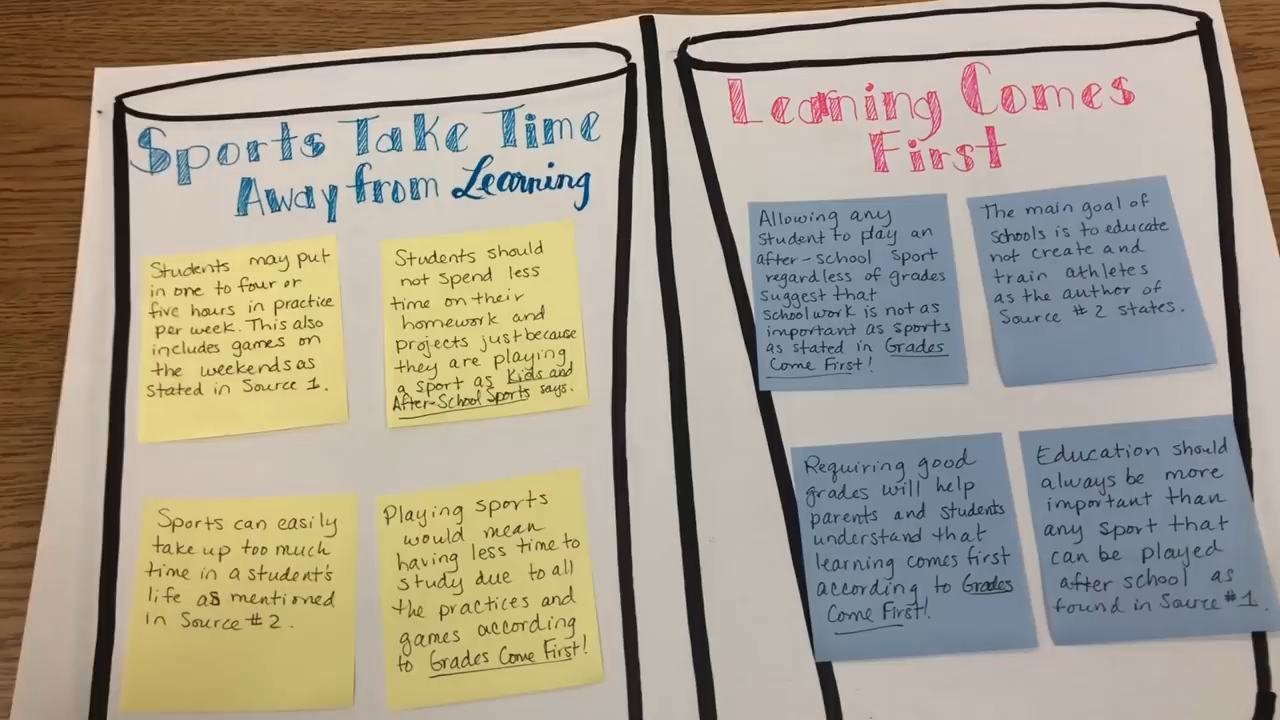 Sports Take Time
Away from Learning
Students may put
in one to four or
five hours in practice
per week. This also
includes games on
the weekends as
stated in Source 1.
Students should
not spend less
time on their
homework and
projects just because
they are playing
a sport as Kids and
After-School Sports says.
Sports can easily
take up too much
time in a student's
life as mentioned
in Source #2.
Playing sports
would mean
having less time to
study due to all
the practices and
games according
to Grades Come First!
Learning Comes
First
Allowing any
student to play an
after-school sport
regardless of grades
suggest that
schoolwork is not as
important as sports
as stated in Grades
Come First!
The main goal of
schools is to educate
not create and
train athletes
as the author of
Source #2 states.
Requiring good
grades will help
parents and students
understand that
learning comes first
according to Grades
Come First!
Education should
always be more
important than
any sport that
can be played
after school as
found in Source #1.